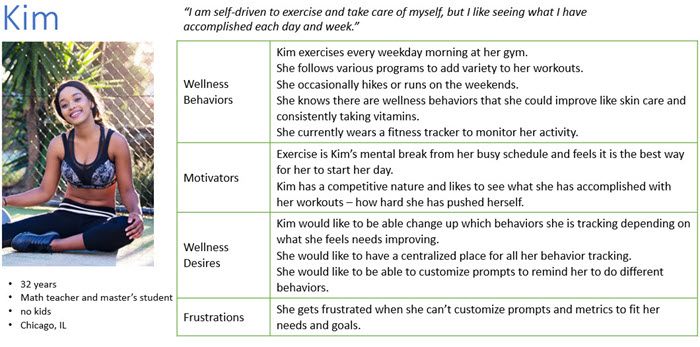 Kim
“I am self-driven to exercise and take care of myself, but I like seeing what I have
accomplished each day and week.”
Wellness
Behaviors
Kim exercises every weekday morning at her gym.
She follows various programs to add variety to her workouts.
She occasionally hikes or runs on the weekends.
She knows there are wellness behaviors that she could improve like skin care and
consistently taking vitamins.
She currently wears a fitness tracker to monitor her activity.
Motivators
Exercise is Kim’s mental break from her busy schedule and feels it is the best way
for her to start her day.
Kim has a competitive nature and likes to see what she has accomplished with
her workouts – how hard she has pushed herself.
Wellness
Desires
Kim would like to be able change up which behaviors she is tracking depending on
what she feels needs improving.
She would like to have a centralized place for all her behavior tracking.
She would like to be able to customize prompts to remind her to do different
behaviors.
Frustrations
She gets frustrated when she can’t customize prompts and metrics to fit her
needs and goals.
• 32 years
• Math teacher and master’s student
• no kids
• Chicago, IL